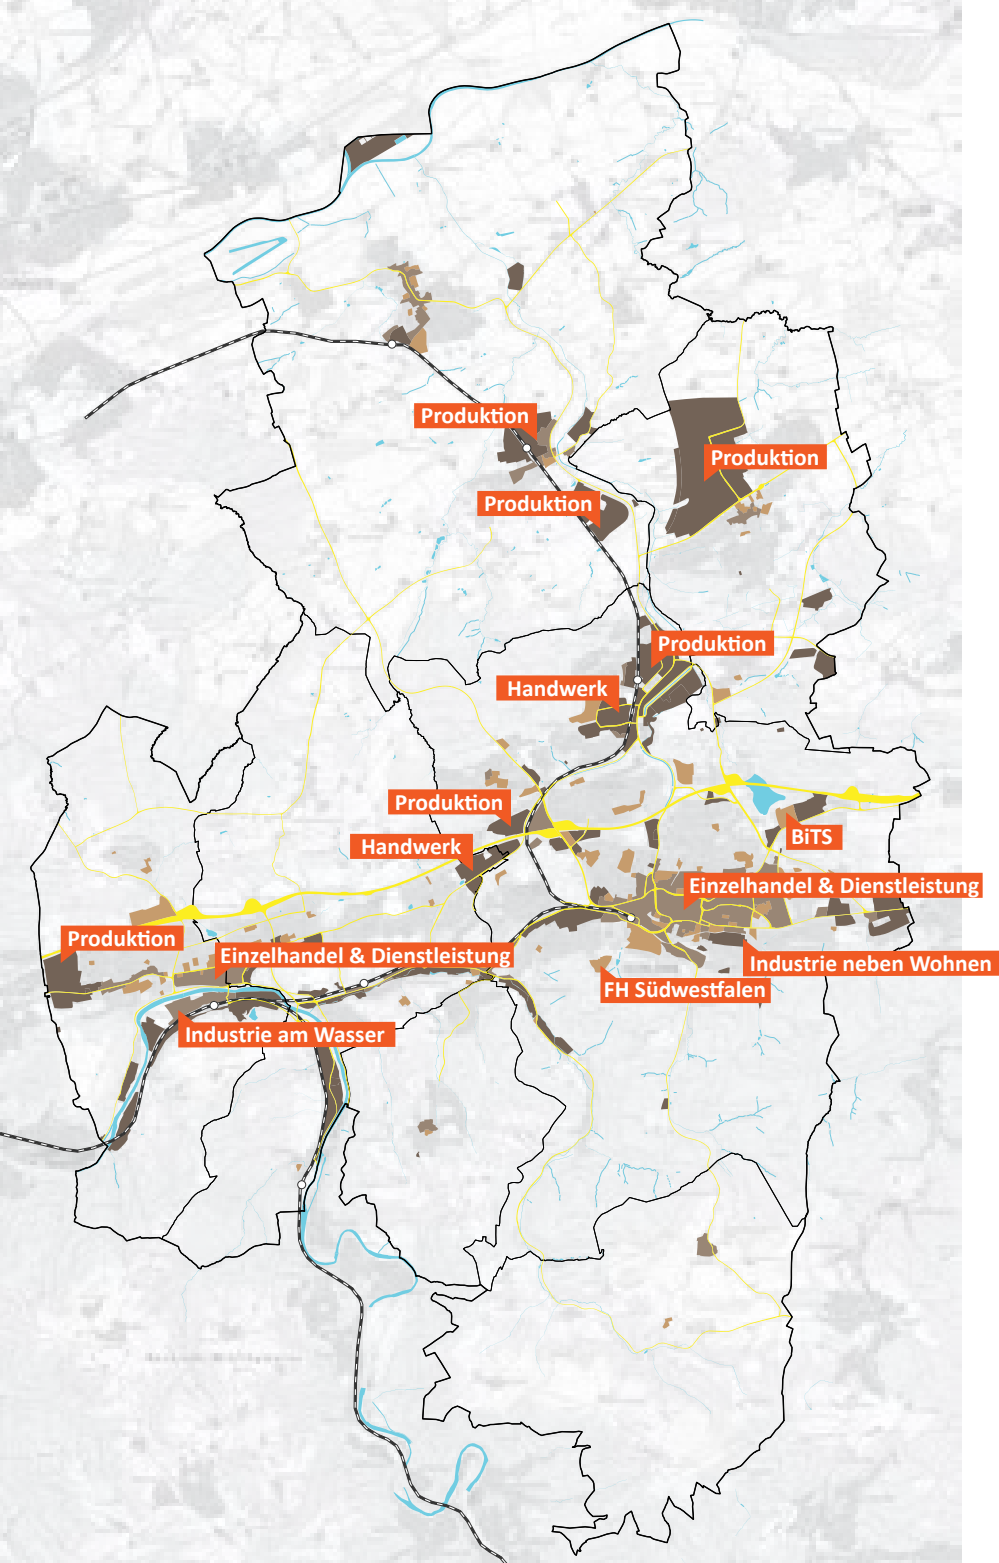 Produktion
Produktion
Produktion
Produktion
Handwerk
Produktion
BiTS
Handwerk
Einzelhandel & Dienstleistung
Produktion
Einzelhandel & Dienstleistung
Industrie neben Wohnen
FH Südwestfalen
Industrie am Wasser